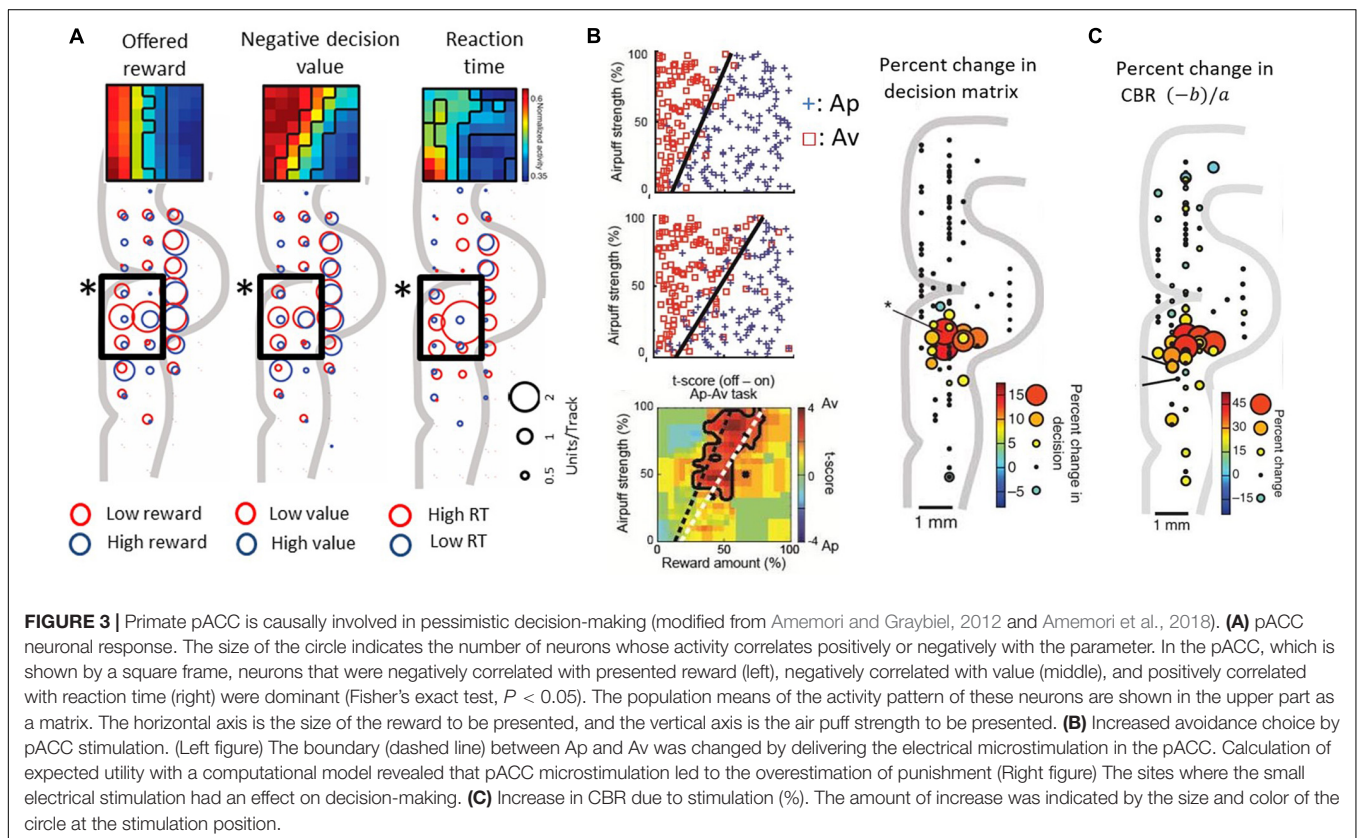 A
Offered
reward
Negative decision
value
Reaction
time
0.6
Normalized activity
0.35
*
*
*
2
1
0.5
Units/Track
Low reward
High reward
Low value
High value
High RT
Low RT
B
100
50
0
Airpuff strength (%)
+: Ap
□: Av
100
50
0
Airpuff strength (%)
t-score (off – on)
Ap-Av task
100
50
0
Airpuff strength (%)
0
50
100
Reward amount (%)
4
0
-4
Av
t-score
Ap
Percent change in
decision matrix
*
15
10
5
0
−5
Percent change in
decision
1 mm
C
Percent change in
CBR (−b)/a
45
30
15
0
−15
Percent change
1 mm
FIGURE 3 | Primate pACC is causally involved in pessimistic decision-making (modified from Amemori and Graybiel, 2012 and Amemori et al., 2018). (A) pACC
neuronal response. The size of the circle indicates the number of neurons whose activity correlates positively or negatively with the parameter. In the pACC, which is
shown by a square frame, neurons that were negatively correlated with presented reward (left), negatively correlated with value (middle), and positively correlated
with reaction time (right) were dominant (Fisher's exact test, P < 0.05). The population means of the activity pattern of these neurons are shown in the upper part as
a matrix. The horizontal axis is the size of the reward to be presented, and the vertical axis is the air puff strength to be presented. (B) Increased avoidance choice by
pACC stimulation. (Left figure) The boundary (dashed line) between Ap and Av was changed by delivering the electrical microstimulation in the pACC. Calculation of
expected utility with a computational model revealed that pACC microstimulation led to the overestimation of punishment (Right figure) The sites where the small
electrical stimulation had an effect on decision-making. (C) Increase in CBR due to stimulation (%). The amount of increase was indicated by the size and color of the
circle at the stimulation position.